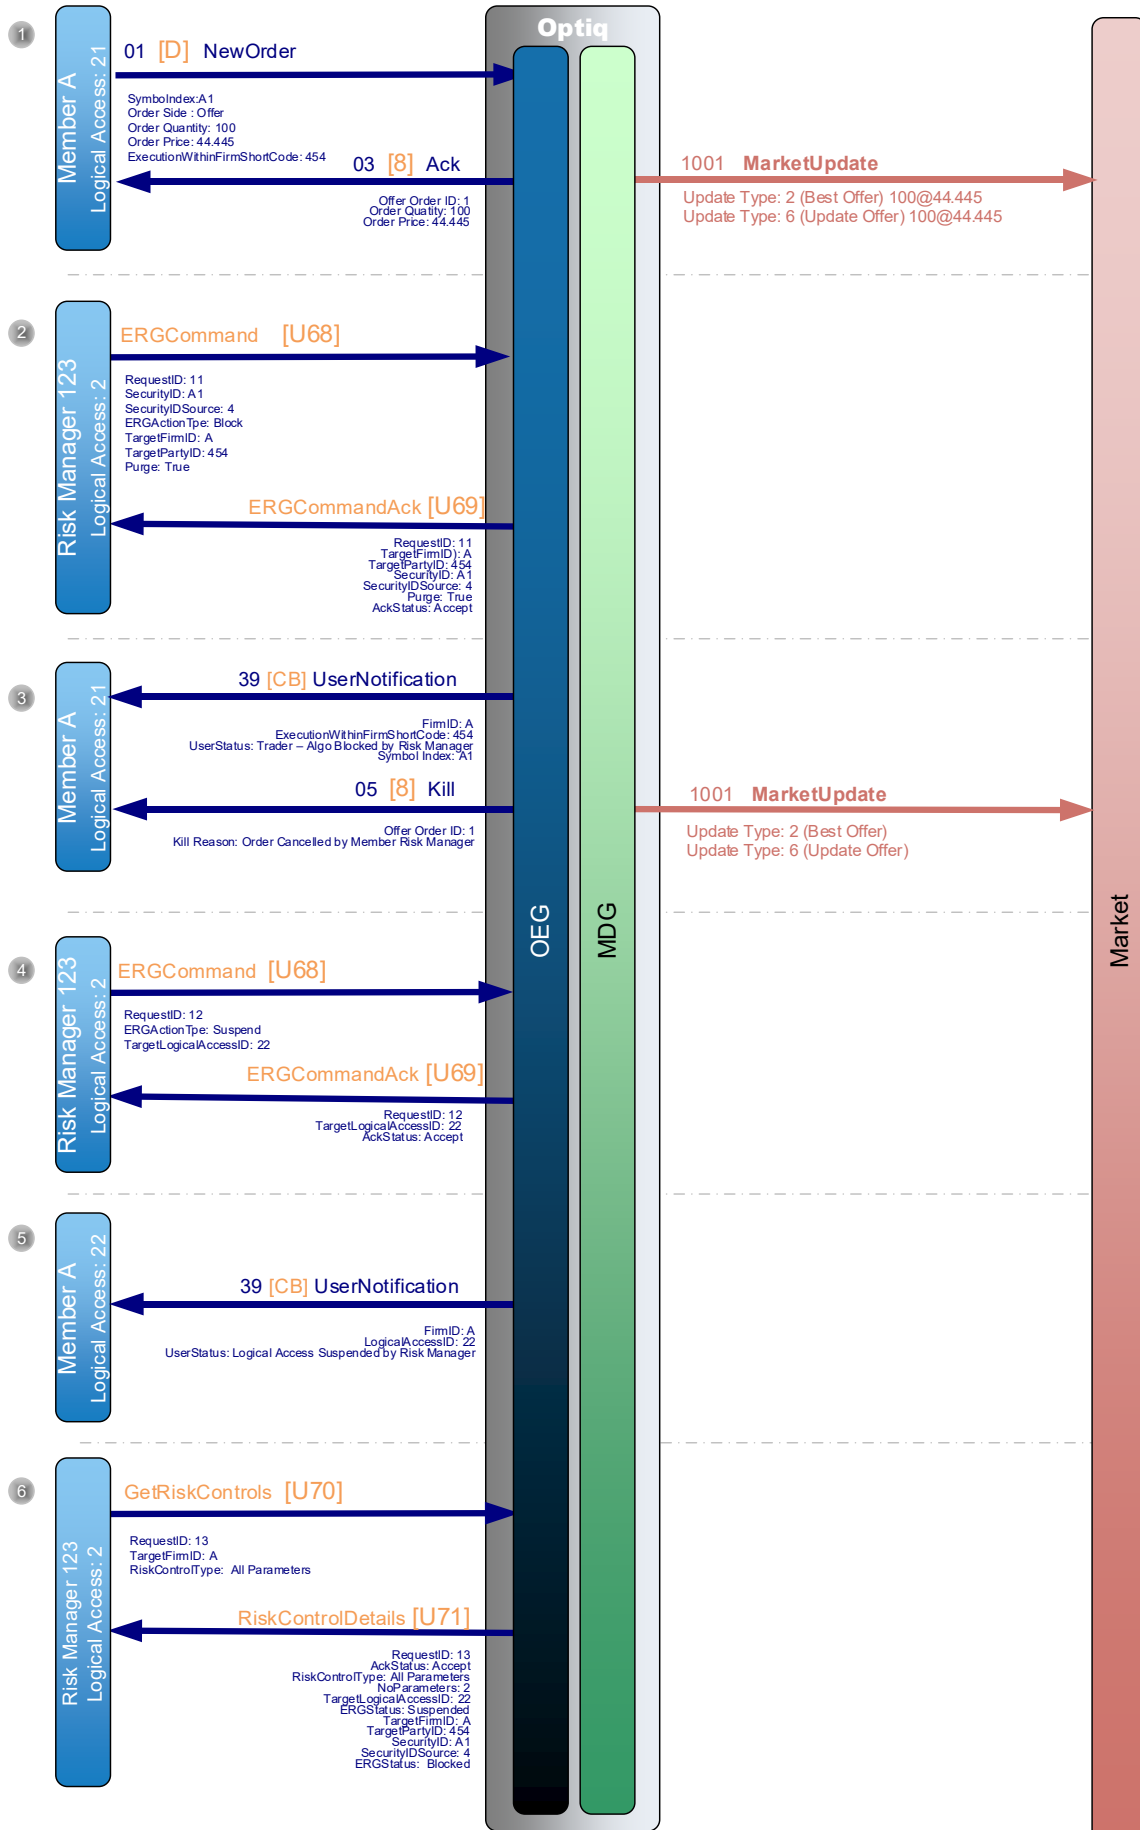 Optiq
1
Member A
Logical Access: 21
01 [D] NewOrder
SymbolIndex:A1
Order Side : Offer
Order Quantity: 100
Order Price: 44.445
ExecutionWithinFirmShortCode: 454
03 [8] Ack
Offer Order ID: 1
Order Quatity: 100
Order Price: 44.445
1001 MarketUpdate
Update Type: 2 (Best Offer) 100@44.445
Update Type: 6 (Update Offer) 100@44.445
2
Risk Manager 123
Logical Access: 2
ERGCommand [U68]
RequestID: 11
SecurityID: A1
SecurityIDSource: 4
ERGActionTpe: Block
TargetFirmID: A
TargetPartyID: 454
Purge: True
ERGCommandAck [U69]
RequestID: 11
TargetFirmID): A
TargetPartyID: 454
SecurityID: A1
SecurityIDSource: 4
Purge: True
AckStatus: Accept
3
Member A
Logical Access: 21
39 [CB] UserNotification
FirmID: A
ExecutionWithinFirmShortCode: 454
UserStatus: Trader – Algo Blocked by Risk Manager
Symbol Index: A1
05 [8] Kill
Offer Order ID: 1
Kill Reason: Order Cancelled by Member Risk Manager
1001 MarketUpdate
Update Type: 2 (Best Offer)
Update Type: 6 (Update Offer)
OEG
MDG
Market
4
Risk Manager 123
Logical Access: 2
ERGCommand [U68]
RequestID: 12
ERGActionTpe: Suspend
TargetLogicalAccessID: 22
ERGCommandAck [U69]
RequestID: 12
TargetLogicalAccessID: 22
AckStatus: Accept
5
Member A
Logical Access: 22
39 [CB] UserNotification
FirmID: A
LogicalAccessID: 22
UserStatus: Logical Access Suspended by Risk Manager
6
Risk Manager 123
Logical Access: 2
GetRiskControls [U70]
RequestID: 13
TargetFirmID: A
RiskControlType: All Parameters
RiskControlDetails [U71]
RequestID: 13
AckStatus: Accept
RiskControlType: All Parameters
NoParameters: 2
TargetLogicalAccessID: 22
ERGStatus: Suspended
TargetFirmID: A
TargetPartyID: 454
SecurityID: A1
SecurityIDSource: 4
ERGStatus: Blocked